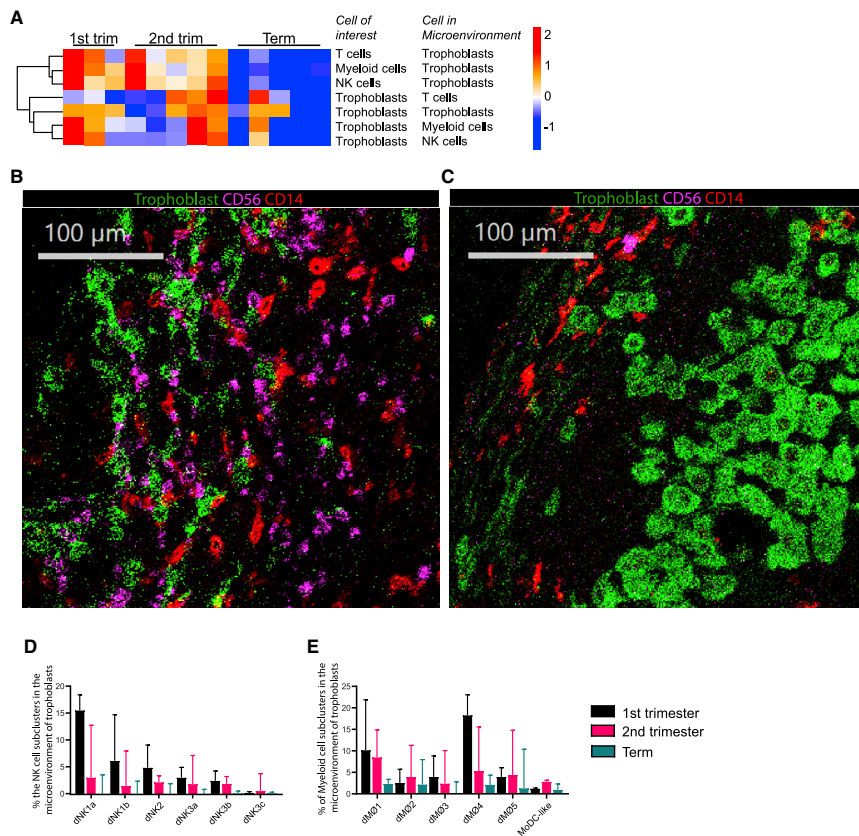 A
1st trim 2nd trim Term
Cell of interest
Cell in Microenvironment
T cells Trophoblasts
Myeloid cells Trophoblasts
NK cells Trophoblasts
Trophoblasts T cells
Trophoblasts Trophoblasts
Trophoblasts Myeloid cells
Trophoblasts NK cells
2
1
0
-1
B
Trophoblast CD56 CD14
100 µm
C
Trophoblast CD56 CD14
100 µm
D
% the NK cell subclusters in the
microenvironment of trophoblasts
20
15
10
5
0
dNK1a
dNK1b
dNK2
dNK3a
dNK3b
dNK3c
E
% of Myeloid cell subclusters in the
microenvironment of trophoblasts
25
20
15
10
5
0
dMØ1
dMØ2
dMØ3
dMØ4
dMØ5
MoDC-like
1st trimester
2nd trimester
Term